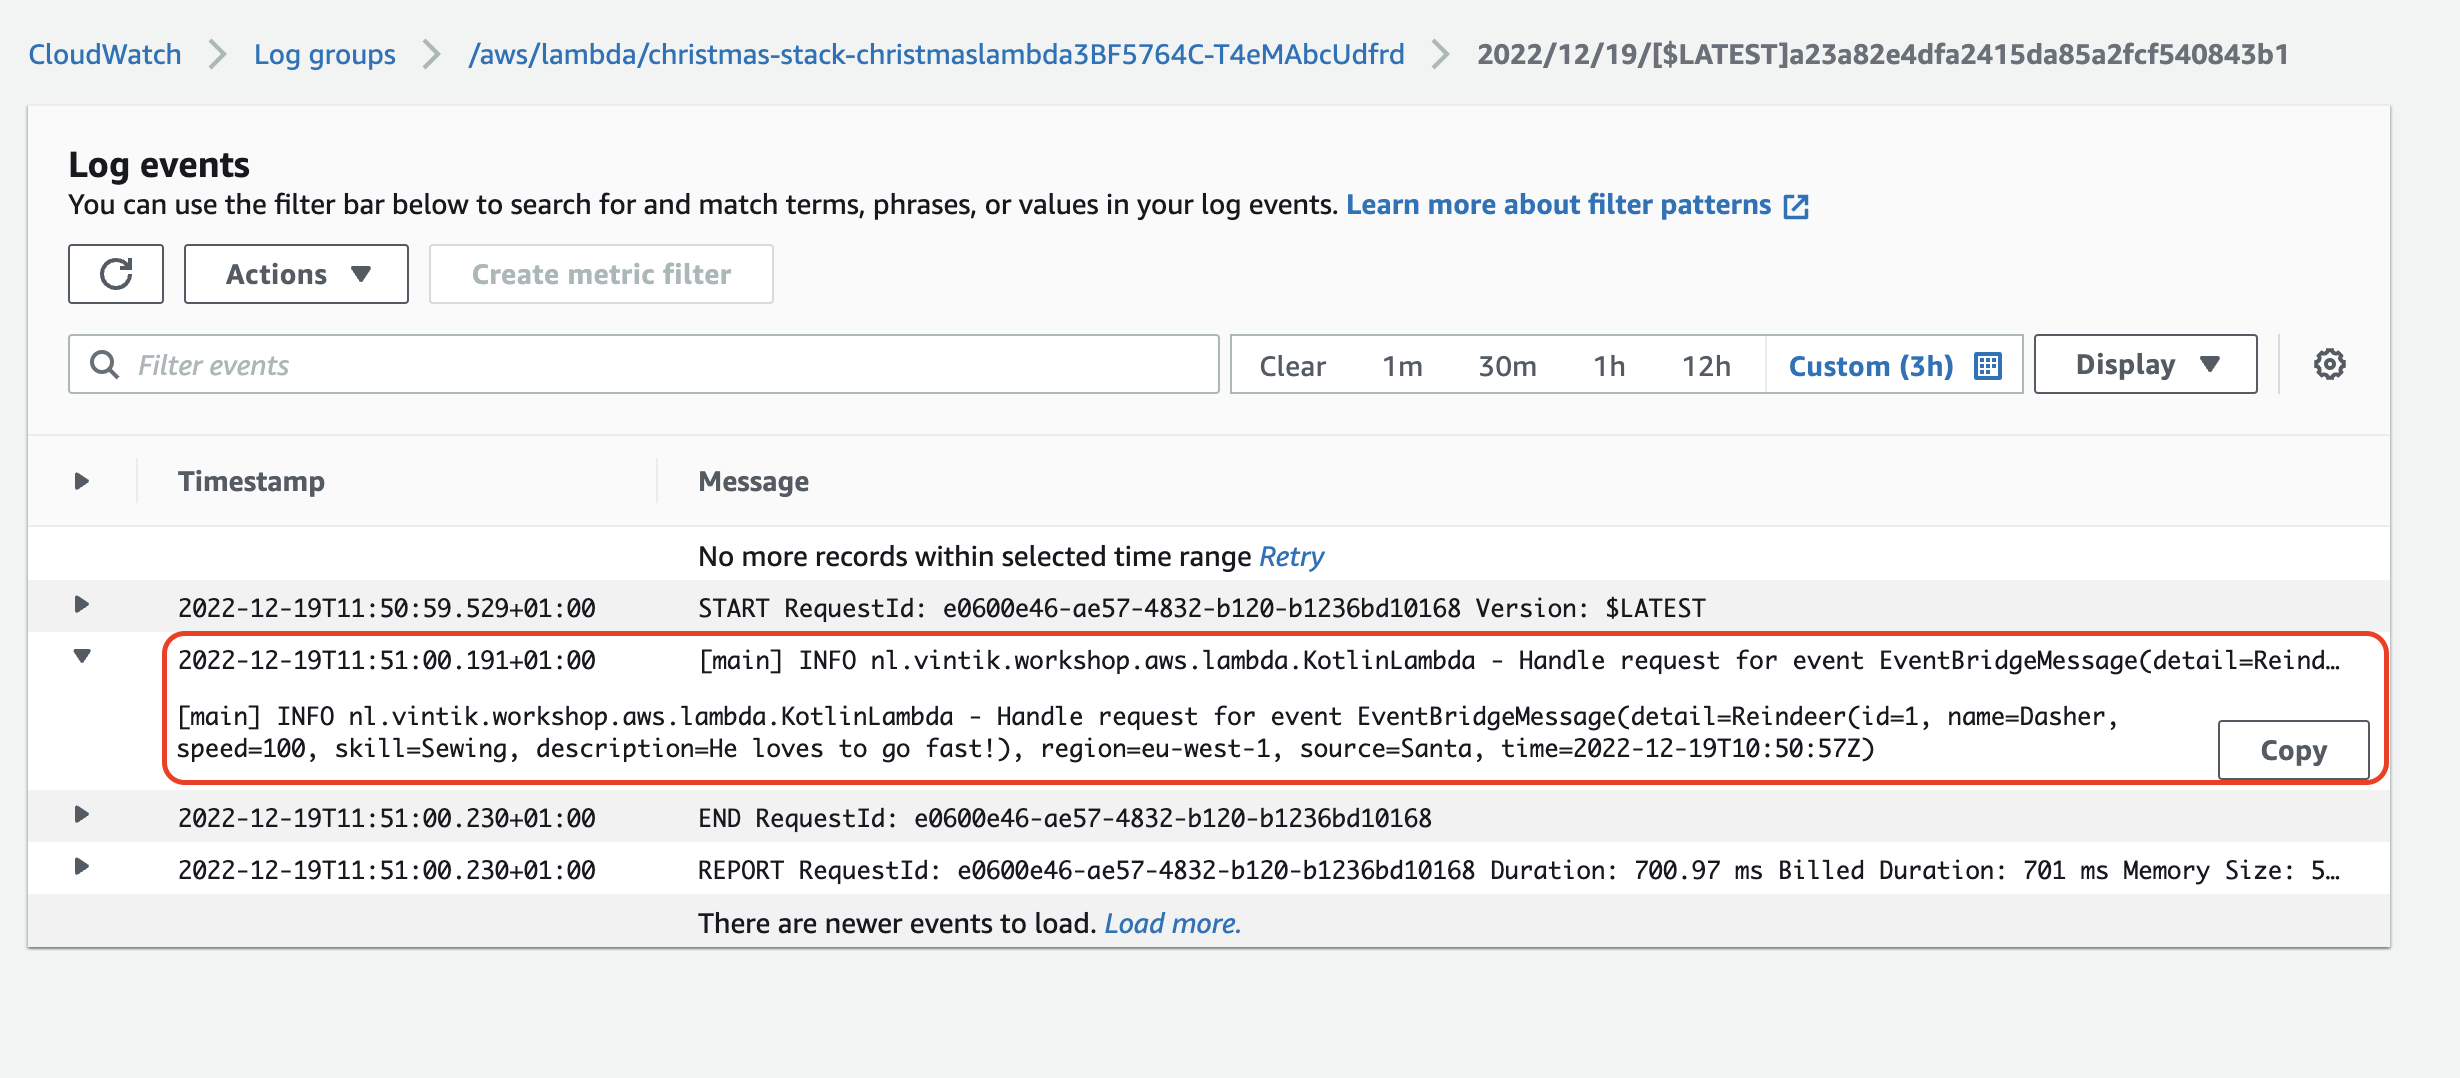 CloudWatch > Log groups > /aws/lambda/christmas-stack-christmaslambda3BF5764C-T4eMAbcUdfrd > 2022/12/19/[$LATEST]a23a82e4dfa2415da85a2fcf540843b1
Log events
You can use the filter bar below to search for and match terms, phrases, or values in your log events. Learn more about filter patterns
Actions
Create metric filter
Filter events
Clear 1m 30m 1h 12h Custom (3h) Display
Timestamp Message
No more records within selected time range Retry
2022-12-19T11:50:59.529+01:00 START RequestId: e0600e46-ae57-4832-b120-b1236bd10168 Version: $LATEST
2022-12-19T11:51:00.191+01:00 [main] INFO nl.vintik.workshop.aws.lambda.KotlinLambda - Handle request for event EventBridgeMessage(detail=Reind…
[main] INFO nl.vintik.workshop.aws.lambda.KotlinLambda - Handle request for event EventBridgeMessage(detail=Reindeer(id=1, name=Dasher,
speed=100, skill=Sewing, description=He loves to go fast!), region=eu-west-1, source=Santa, time=2022-12-19T10:50:57Z)
Copy
2022-12-19T11:51:00.230+01:00 END RequestId: e0600e46-ae57-4832-b120-b1236bd10168
2022-12-19T11:51:00.230+01:00 REPORT RequestId: e0600e46-ae57-4832-b120-b1236bd10168 Duration: 700.97 ms Billed Duration: 701 ms Memory Size: 5…
There are newer events to load. Load more.